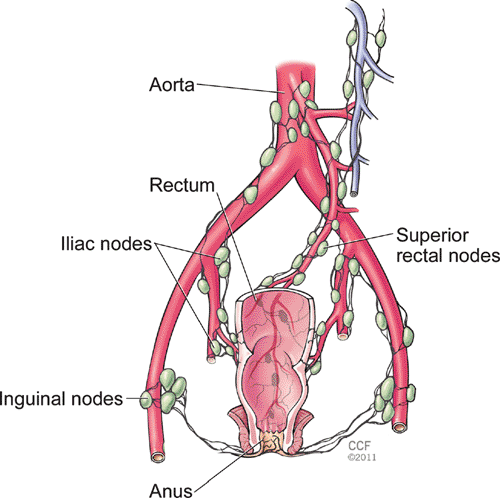 Aorta
Rectum
Iliac nodes
Superior
rectal nodes
Inguinal nodes
CCF
©2011
Anus